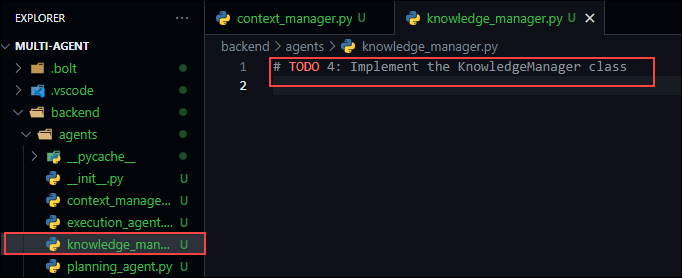 EXPLORER
MULTI-AGENT
.bolt
.vscode
backend
agents
__pycache__
__init__.py
context_manage... U
execution_agent.... U
knowledge_man... U
planning_agent.py U
context_manager.py U
knowledge_manager.py U
backend > agents > knowledge_manager.py
1 # TODO 4: Implement the KnowledgeManager class
2